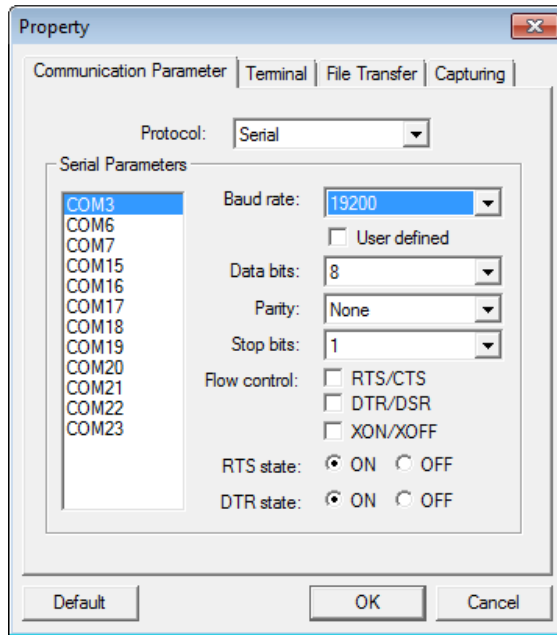 Property
Communication Parameter Terminal File Transfer Capturing
Protocol: Serial
Serial Parameters
COM3
COM6
COM7
COM15
COM16
COM17
COM18
COM19
COM20
COM21
COM22
COM23
Baud rate: 19200
User defined
Data bits: 8
Parity: None
Stop bits: 1
Flow control: RTS/CTS
DTR/DSR
XON/XOFF
RTS state: ON OFF
DTR state: ON OFF
Default OK Cancel